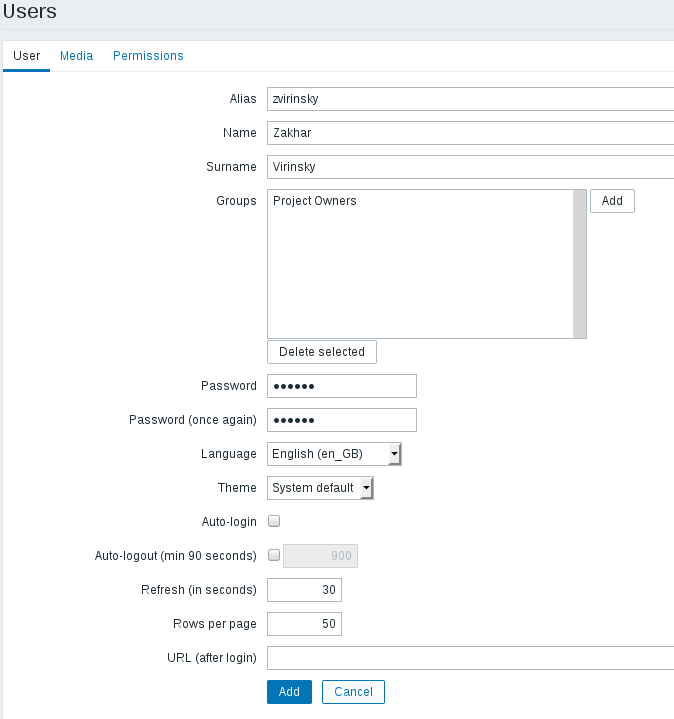 Users
User Media Permissions
Alias zvirinsky
Name Zakhar
Surname Virinsky
Groups Project Owners Add
Delete selected
Password ●●●●●●
Password (once again) ●●●●●●
Language English (en_GB)
Theme System default
Auto-login
Auto-logout (min 90 seconds) 900
Refresh (in seconds) 30
Rows per page 50
URL (after login)
Add Cancel